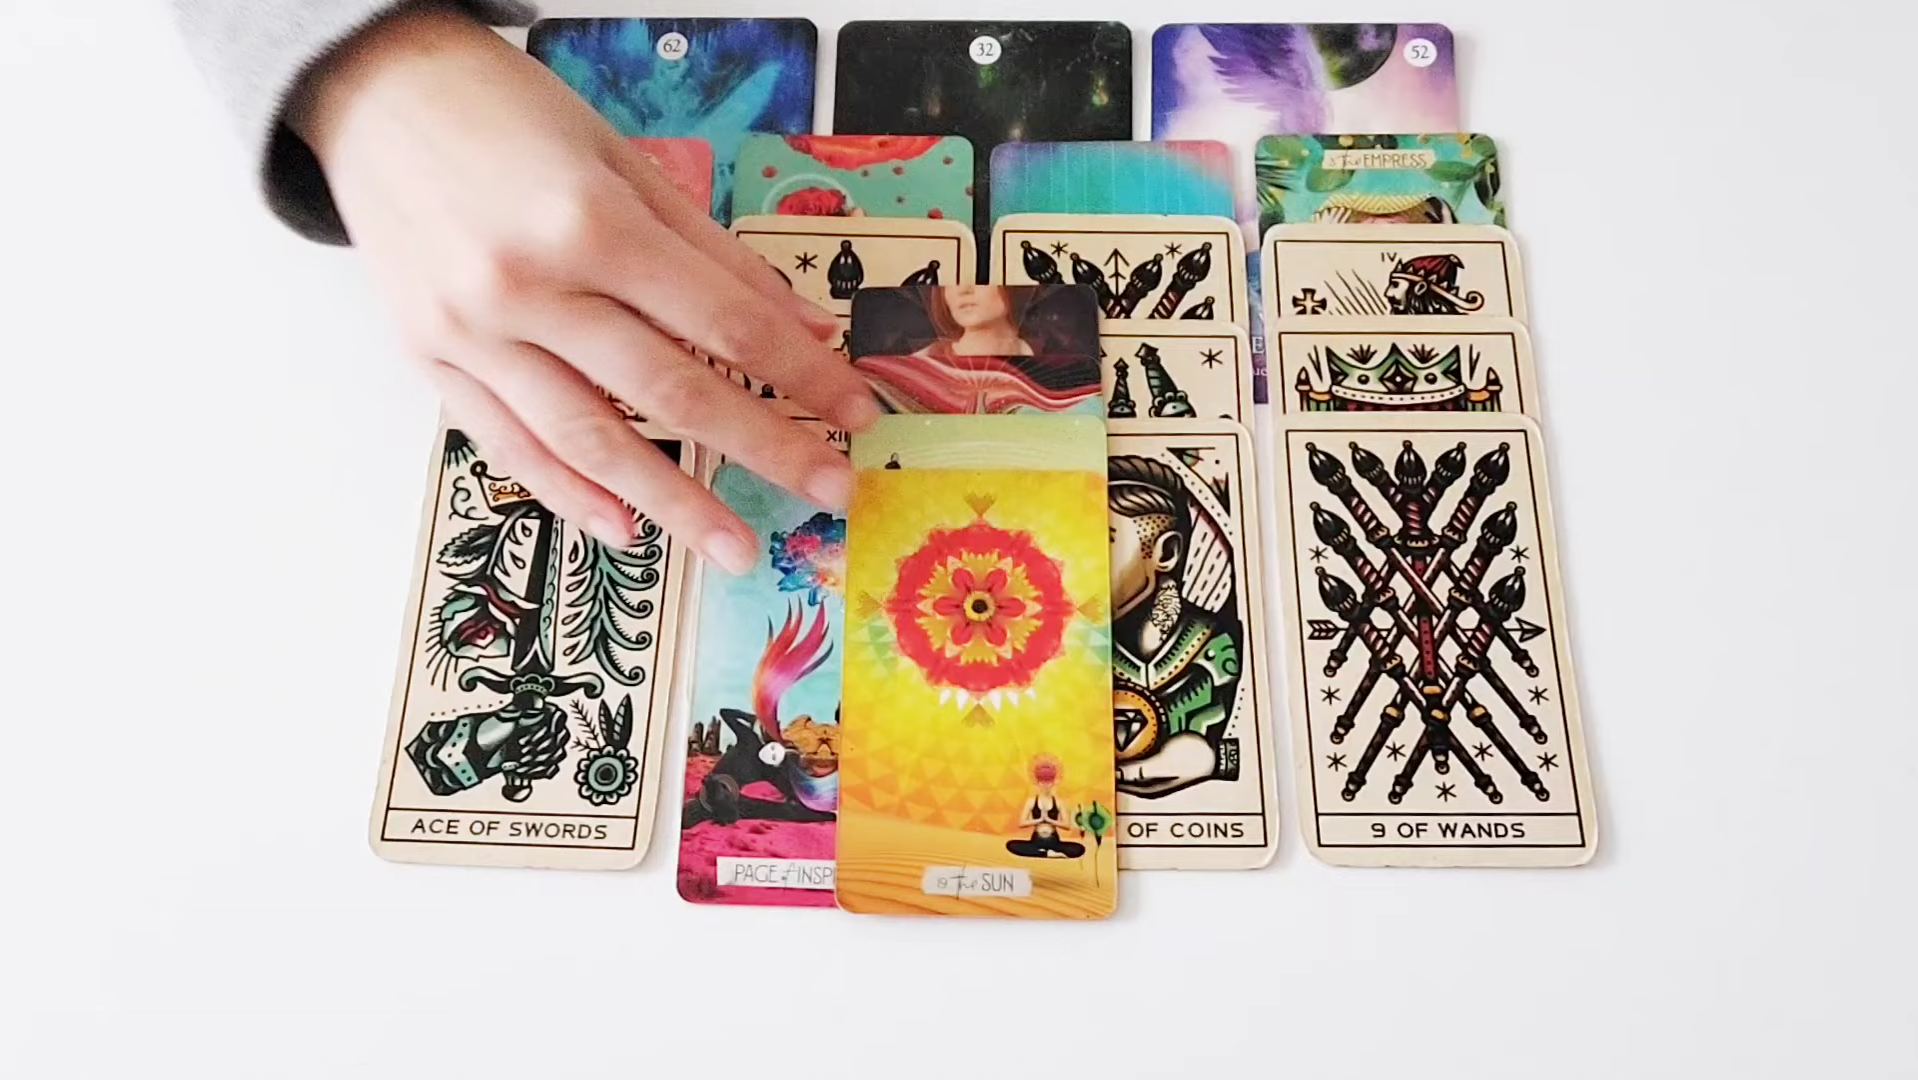 62
32
52
The EMPRESS
IV
XII
ACE OF SWORDS
PAGE of INSPI
The SUN
OF COINS
9 OF WANDS